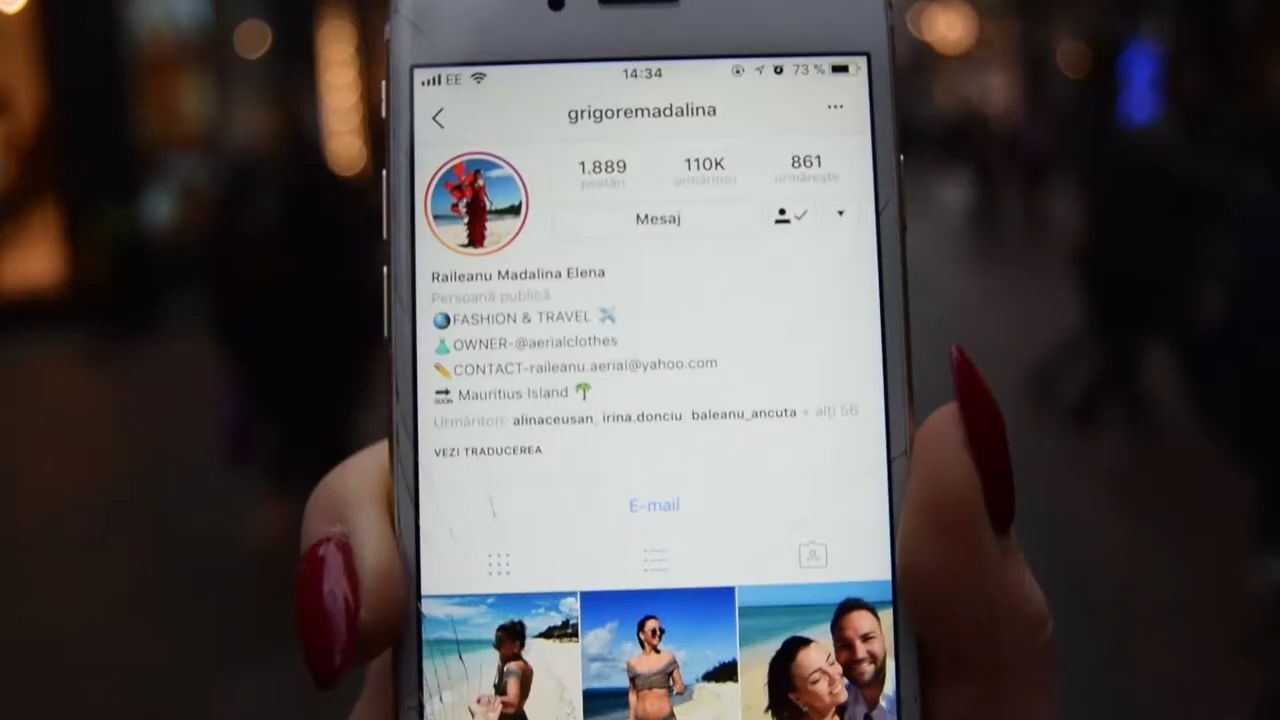 EE 14:34 73 %
grigoremadalina
1,889 110K 861
postări urmăritori urmărește
Mesaj
Raileanu Madalina Elena
Persoană publică
FASHION & TRAVEL
OWNER-@aerialclothes
CONTACT-raileanu.aerial@yahoo.com
SOON Mauritius Island
Urmăritori: alinaceusan, irina.donciu, baleanu_ancuta + alți 56
VEZI TRADUCEREA
E-mail